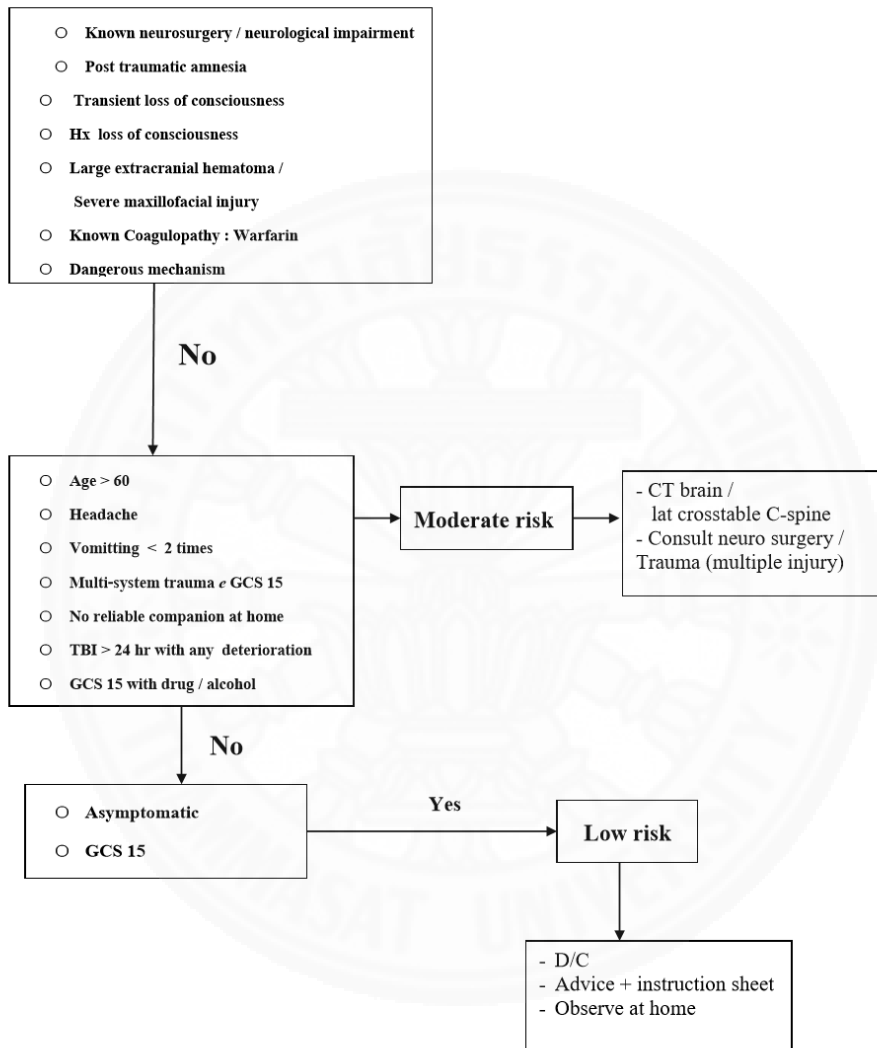 Known neurosurgery / neurological impairment
Post traumatic amnesia
Transient loss of consciousness
Hx loss of consciousness
Large extracranial hematoma /
Severe maxillofacial injury
Known Coagulopathy : Warfarin
Dangerous mechanism
No
Age > 60
Headache
Vomitting < 2 times
Multi-system trauma e GCS 15
No reliable companion at home
TBI > 24 hr with any deterioration
GCS 15 with drug / alcohol
Moderate risk
- CT brain /
lat crosstable C-spine
- Consult neuro surgery /
Trauma (multiple injury)
No
Asymptomatic
GCS 15
Yes
Low risk
- D/C
- Advice + instruction sheet
- Observe at home